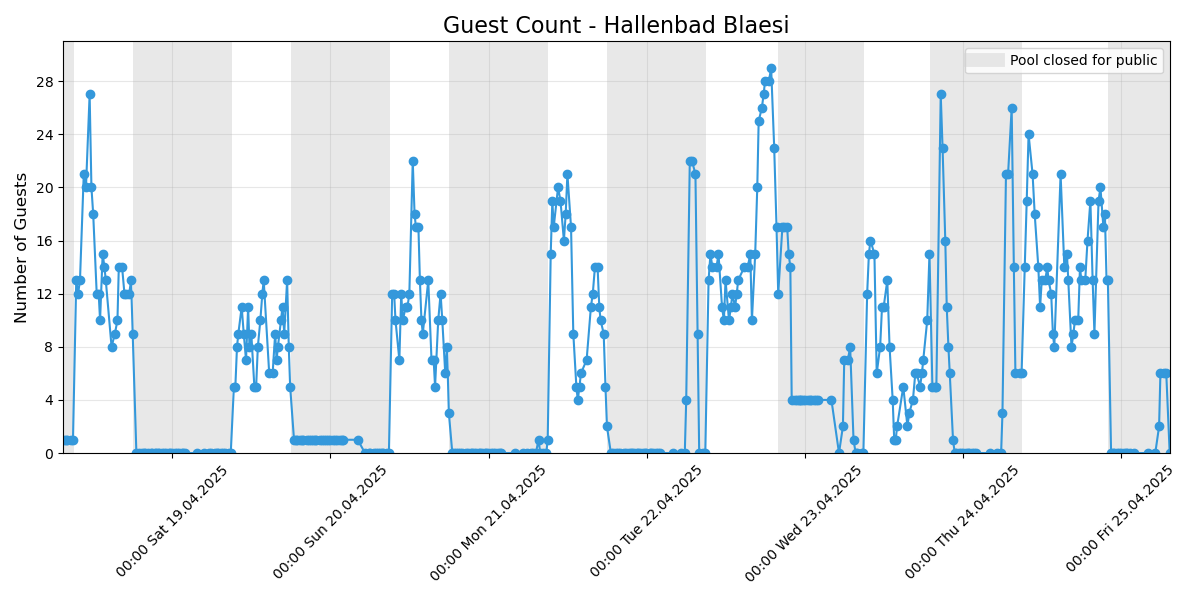 Guest Count - Hallenbad Blaesi
Pool closed for public
Number of Guests
28
24
20
16
12
8
4
0
00:00 Sat 19.04.2025
00:00 Sun 20.04.2025
00:00 Mon 21.04.2025
00:00 Tue 22.04.2025
00:00 Wed 23.04.2025
00:00 Thu 24.04.2025
00:00 Fri 25.04.2025